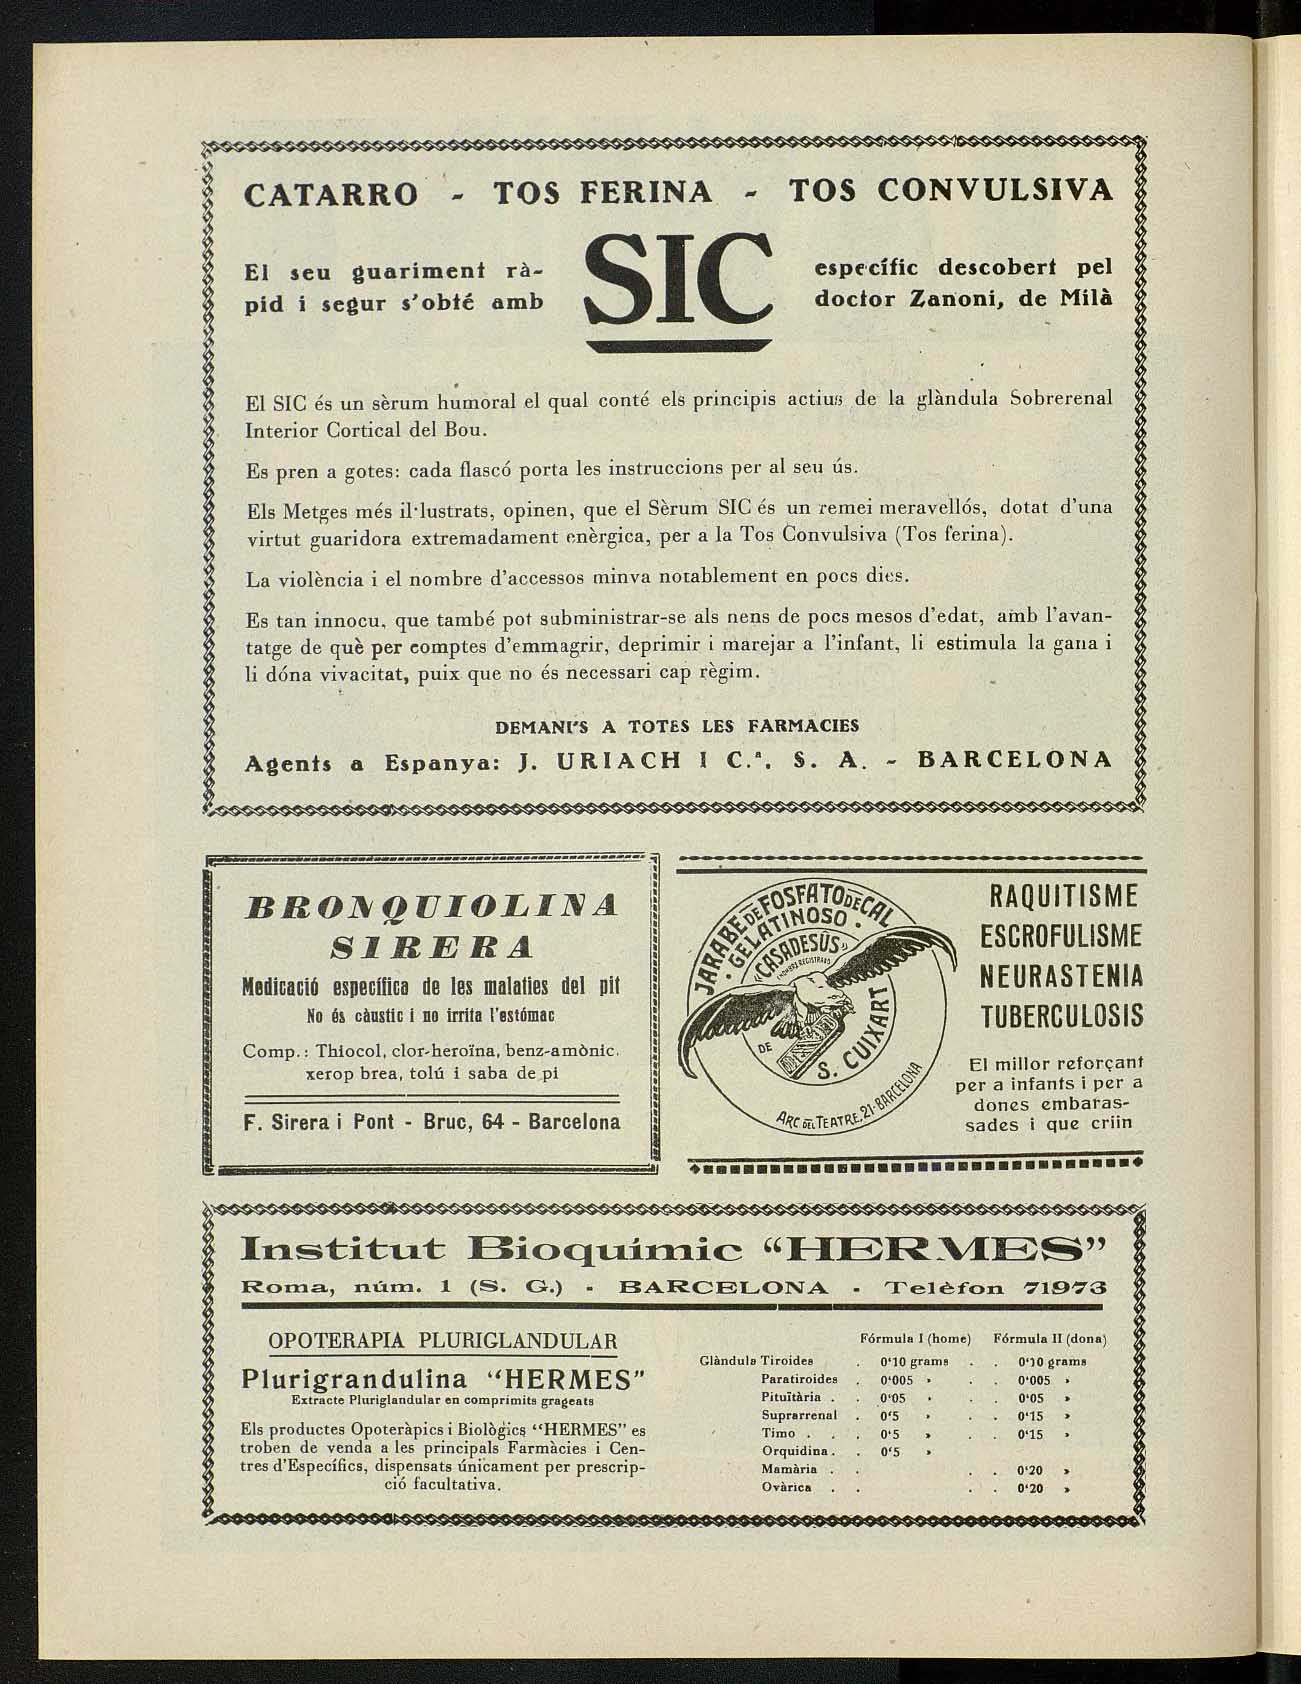 CATARRO - TOS FERINA - TOS CONVULSIVA
El seu guariment rà-
pid i segur s'obté amb
SIC
específic descobert pel
doctor Zanoni, de Milà
El SIC és un sèrum humoral el qual conté els principis actius de la glàndula Sobrerenal
Interior Cortical del Bou.
Es pren a gotes: cada flascó porta les instruccions per al seu ús.
Els Metges més il·lustrats, opinen, que el Sèrum SIC és un remei meravellós, dotat d'una
virtut guaridora extremadament enèrgica, per a la Tos Convulsiva (Tos ferina).
La violència i el nombre d'accessos minva notablement en pocs dies.
Es tan innocu, que també pot subministrar-se als nens de pocs mesos d'edat, amb l'avan-
tatge de què per comptes d'emmagrir, deprimir i marejar a l'infant, li estimula la gana i
li dóna vivacitat, puix que no és necessari cap règim.
DEMANI'S A TOTES LES FARMACIES
Agents a Espanya: J. URIACH I C.ª, S. A. - BARCELONA
BRONQUIOLINA
SIRERA
Medicació específica de les malaties del pit
No és càustic i no irrita l'estómac
Comp.: Thiocol, clor-heroïna, benz-amònic.
xerop brea, tolú i saba de pi
F. Sirera i Pont - Bruc, 64 - Barcelona
JARABE DE FOSFATO DE CAL
· GELATINOSO ·
"CASADESÚS"
(NOMBRE REGISTRADO)
DE
S. CUIXART
ARC DEL TEATRE, 21-BARCELONA
RAQUITISME
ESCROFULISME
NEURASTENIA
TUBERCULOSIS
El millor reforçant
per a infants i per a
dones embaras-
sades i que criin
Institut Bioquímic "HERMES"
Roma, núm. 1 (S. G.) - BARCELONA - Telèfon 71973
OPOTERAPIA PLURIGLANDULAR
Plurigrandulina "HERMES"
Extracte Pluriglandular en comprimits grageats
Els productes Opoteràpics i Biològics "HERMES" es
troben de venda a les principals Farmàcies i Cen-
tres d'Específics, dispensats únicament per prescrip-
ció facultativa.
Fórmula I (home) Fórmula II (dona)
Glàndula Tiroides . 0'10 grams . . 0'10 grams
Paratiroides . 0'005 » . . 0'005 »
Pituïtària . . 0'05 » . . 0'05 »
Suprarrenal . 0'5 » . . 0'15 »
Timo . . . 0'5 » . . 0'15 »
Orquidina . . 0'5 »
Mamària . . . . 0'20 »
Ovàrica . . . . 0'20 »